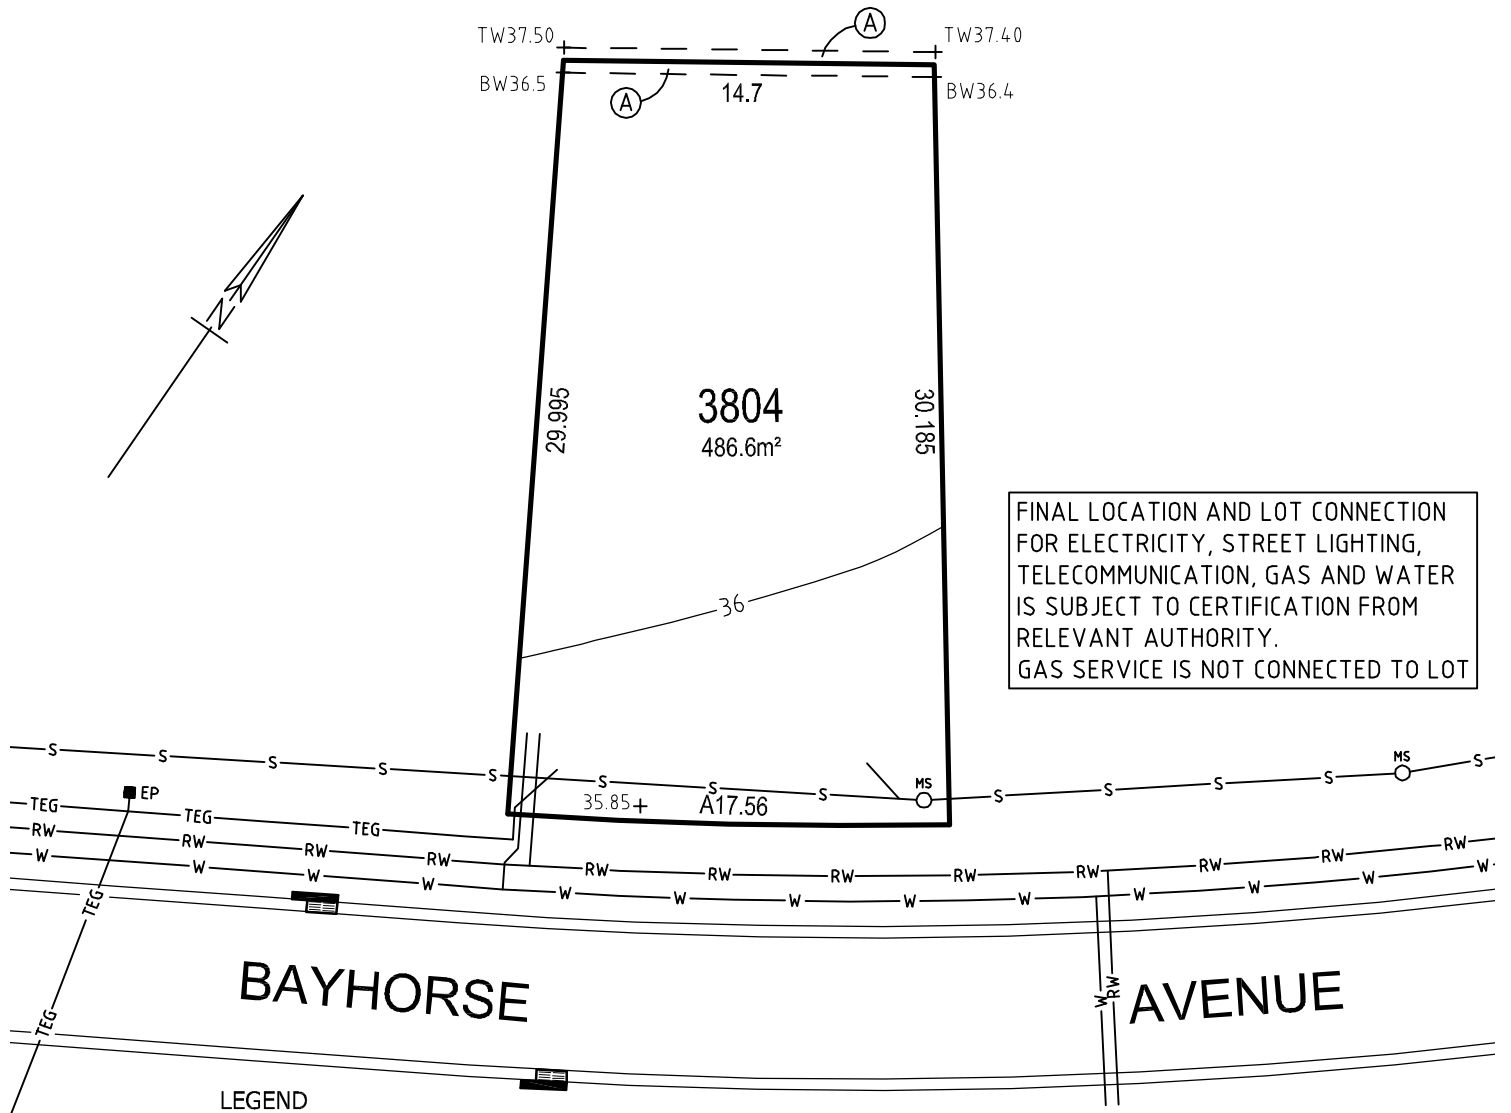 TW37.50
A
TW37.40
BW36.5
A
14.7
BW36.4
N
29.995
3804
486.6m²
30.185
FINAL LOCATION AND LOT CONNECTION
FOR ELECTRICITY, STREET LIGHTING,
TELECOMMUNICATION, GAS AND WATER
IS SUBJECT TO CERTIFICATION FROM
RELEVANT AUTHORITY.
GAS SERVICE IS NOT CONNECTED TO LOT
36
S S S S S S S S MS S S S S MS S
EP
35.85+ A17.56
TEG TEG TEG
RW RW RW RW RW RW RW RW RW RW RW RW
W W W W W W W W W W W W W
TEG
BAYHORSE AVENUE
W RW
TEG
LEGEND